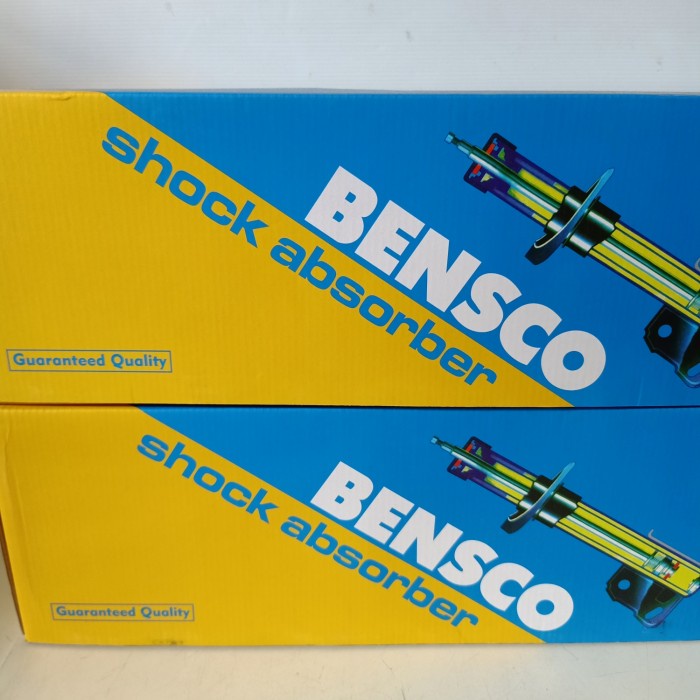 BENSCO
shock absorber
Guaranteed Quality
BENSCO
shock absorber
Guaranteed Quality